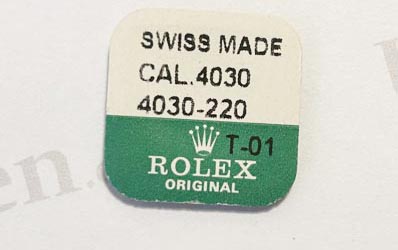 SWISS MADE
CAL.4030
4030-220
T-01
ROLEX
ORIGINAL